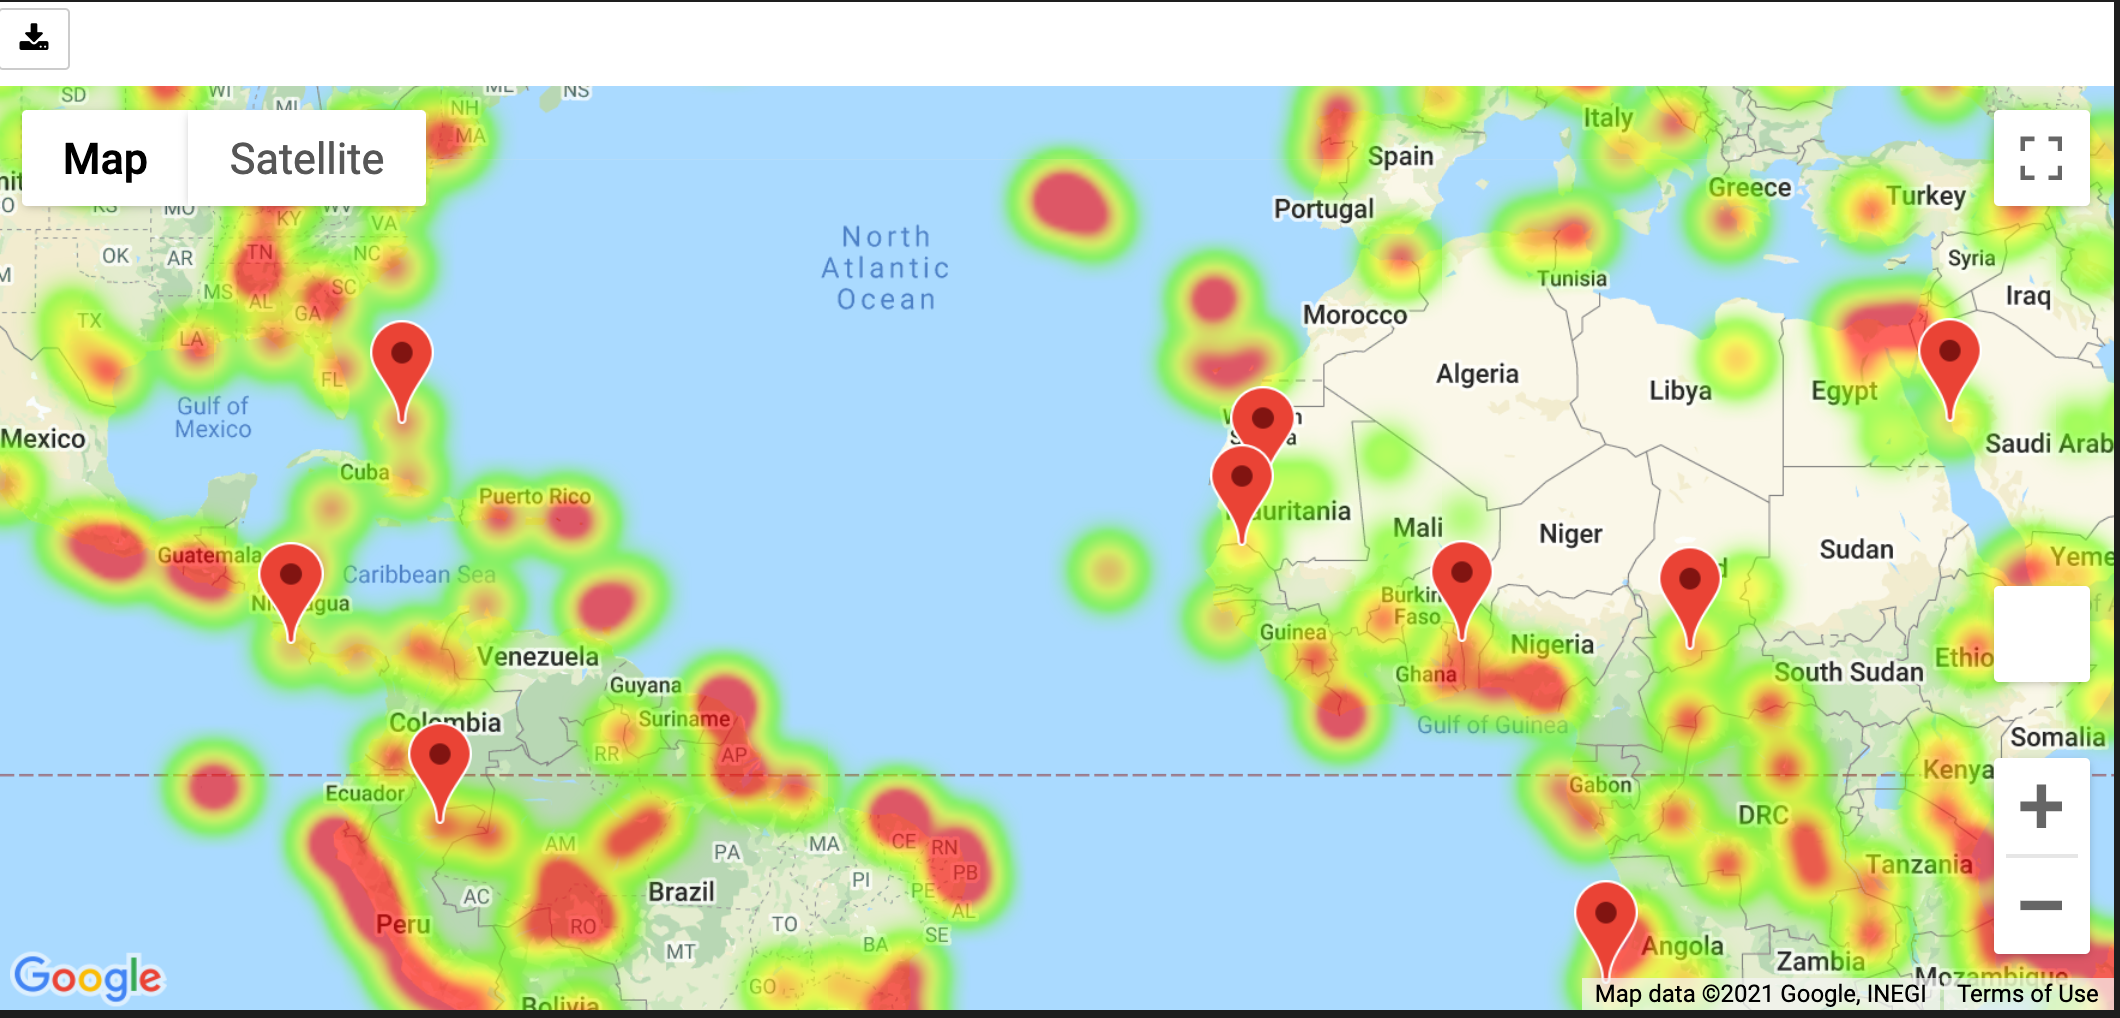 SD
WI
MI
ME
NS
NH
MA
Map
Satellite
KS
MO
KY
WV
VA
OK
AR
TN
NC
MS
AL
SC
GA
TX
LA
FL
Gulf of
Mexico
Mexico
Cuba
Puerto Rico
Guatemala
Caribbean Sea
Venezuela
Guyana
Suriname
Colombia
RR
AP
Ecuador
AM
PA
MA
CE
RN
PB
PI
PE
AL
AC
Brazil
Peru
RO
TO
SE
BA
MT
GO
Bolivia
North
Atlantic
Ocean
Italy
Spain
Portugal
Greece
Turkey
Tunisia
Syria
Iraq
Morocco
Algeria
Libya
Egypt
Saudi Arab
Mali
Niger
Sudan
Yeme
Burkin
Faso
Guinea
Nigeria
Ghana
Gulf of Guinea
South Sudan
Ethio
Somalia
Gabon
Kenya
DRC
Tanzania
Angola
Zambia
Mozambique
Google
Map data ©2021 Google, INEGI
Terms of Use